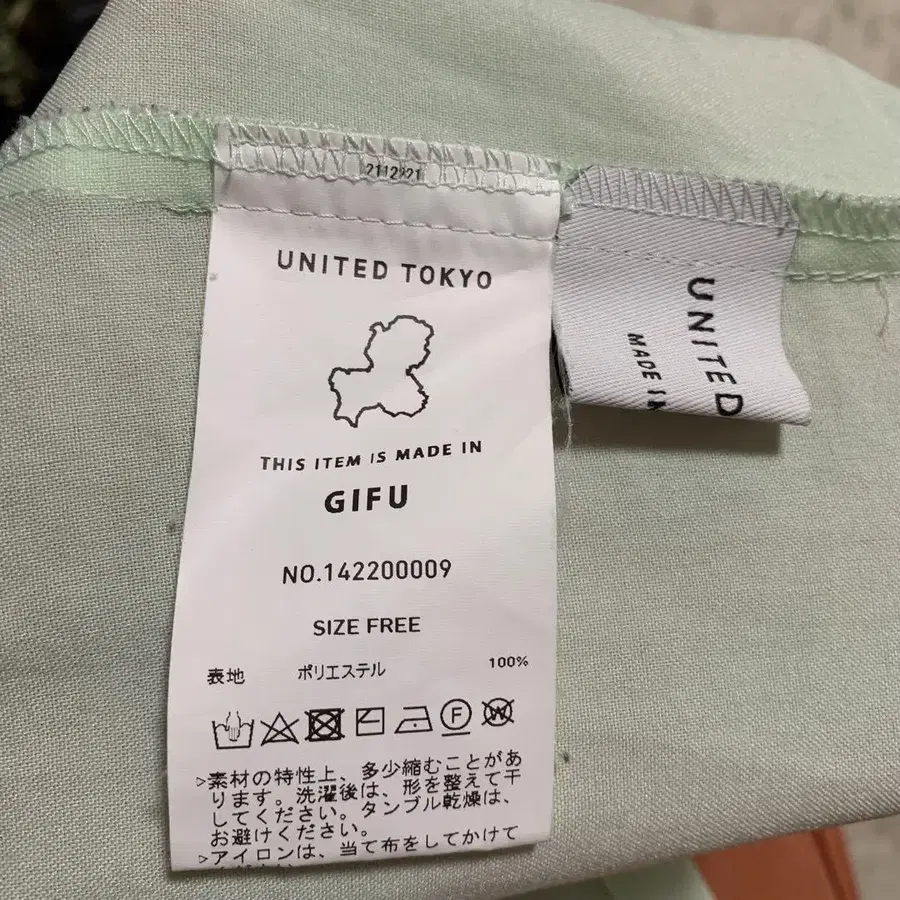 2112921
UNITED TOKYO
THIS ITEM IS MADE IN
GIFU
NO.142200009
SIZE FREE
表地 ポリエステル 100%
F
W
>素材の特性上、多少縮むことがあ
ります。洗濯後は、形を整えて干
してください。タンブル乾燥は、
お避けください。
>アイロンは、当て布をしてかけて
UNITED
MADE IN